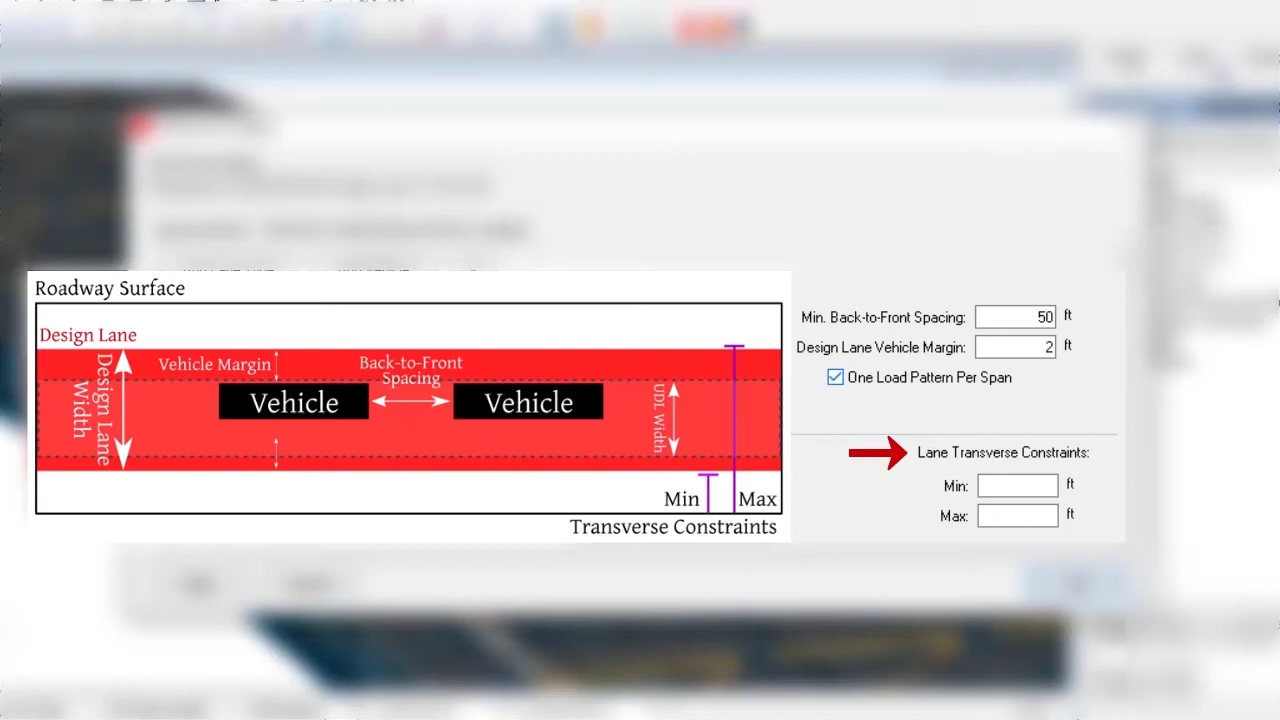 Roadway Surface
Design Lane
Design Lane
Width
Vehicle Margin
Back-to-Front
Spacing
Vehicle
Vehicle
UDL Width
Min
Max
Transverse Constraints
Min. Back-to-Front Spacing: 50 ft
Design Lane Vehicle Margin: 2 ft
One Load Pattern Per Span
Lane Transverse Constraints:
Min: ft
Max: ft